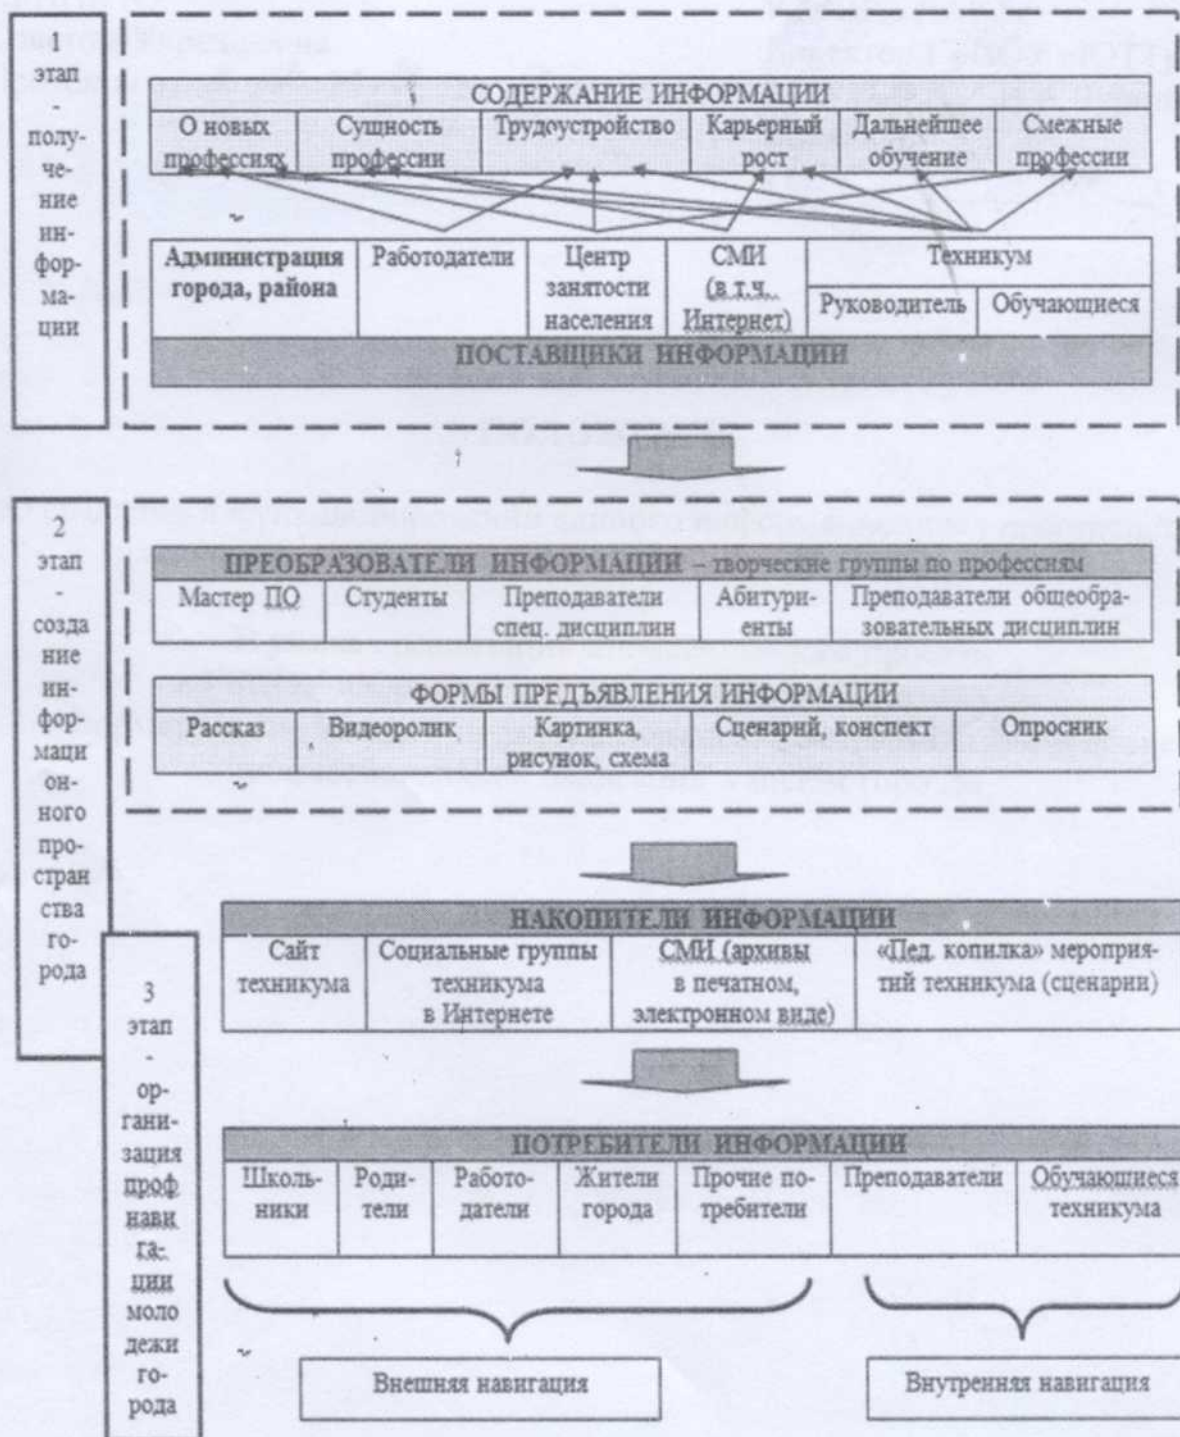 1
этап
-
полу-
че-
ние
ин-
фор-
ма-
ции
СОДЕРЖАНИЕ ИНФОРМАЦИИ
О новых
профессиях
Сущность
профессии
Трудоустройство
Карьерный
рост
Дальнейшее
обучение
Смежные
профессии
Администрация
города, района
Работодатели
Центр
занятости
населения
СМИ
(в т.ч.
Интернет)
Техникум
Руководитель
Обучающиеся
ПОСТАВЩИКИ ИНФОРМАЦИИ
2
этап
-
созда
ние
ин-
фор-
маци
он-
ного
про-
стран
ства
го-
рода
ПРЕОБРАЗОВАТЕЛИ ИНФОРМАЦИИ – творческие группы по профессиям
Мастер ПО
Студенты
Преподаватели
спец. дисциплин
Абитури-
енты
Преподаватели общеобра-
зовательных дисциплин
ФОРМЫ ПРЕДЪЯВЛЕНИЯ ИНФОРМАЦИИ
Рассказ
Видеоролик
Картинка,
рисунок, схема
Сценарий, конспект
Опросник
НАКОПИТЕЛИ ИНФОРМАЦИИ
Сайт
техникума
Социальные группы
техникума
в Интернете
СМИ (архивы
в печатном,
электронном виде)
«Пед. копилка» мероприя-
тий техникума (сценарии)
3
этап
-
ор-
гани-
зация
проф
нави
га-
ции
моло
дежи
го-
рода
ПОТРЕБИТЕЛИ ИНФОРМАЦИИ
Школь-
ники
Роди-
тели
Работо-
датели
Жители
города
Прочие по-
требители
Преподаватели
Обучающиеся
техникума
Внешняя навигация
Внутренняя навигация